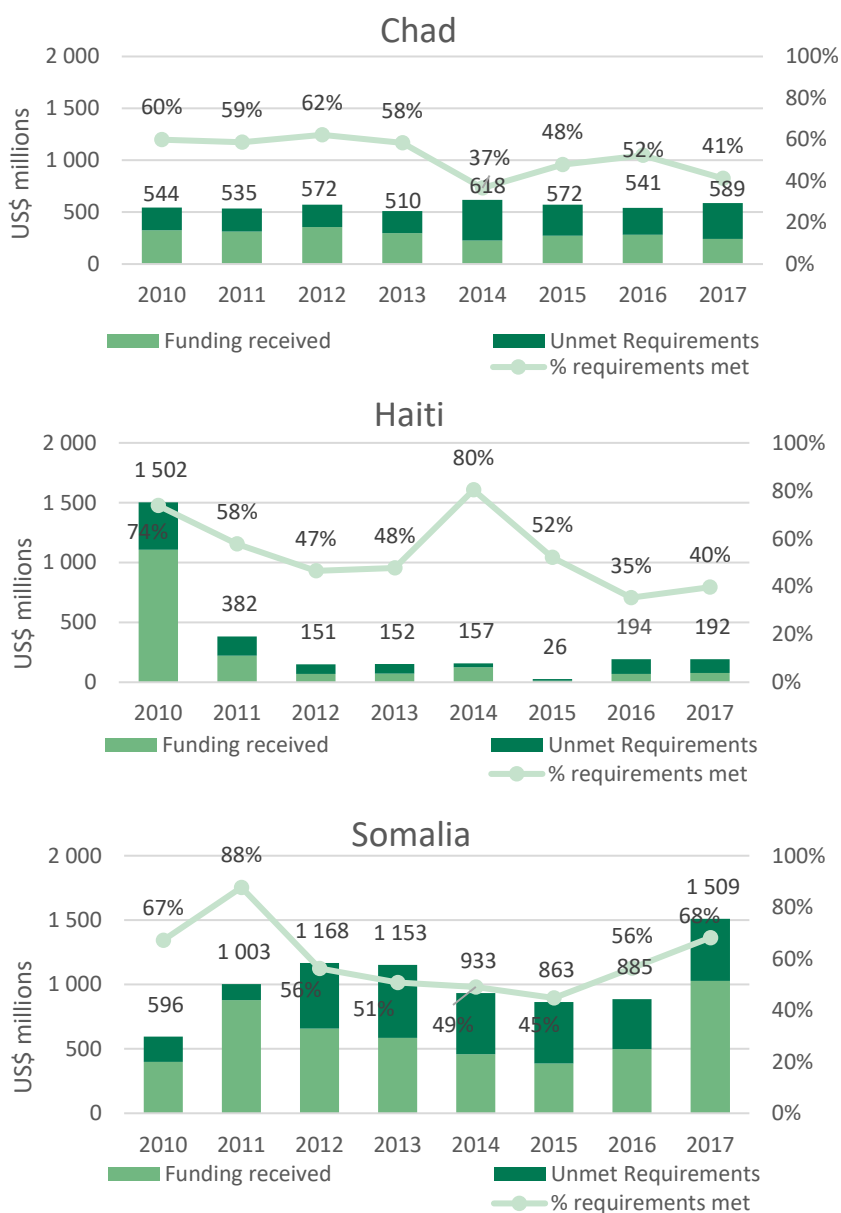 Chad
2 000 100%
60% 59% 62% 58% 37% 48% 52% 41%
1 500 80%
1 000 60%
544 535 572 510 618 572 541 589
500 40%
20%
0 0%
US$ millions
2010 2011 2012 2013 2014 2015 2016 2017
Funding received Unmet Requirements
% requirements met
Haiti
2 000 100%
1 502 80%
74% 58% 47% 48% 52% 35% 40%
1 500 80%
1 000 60%
382 151 152 157 26 194 192
500 40%
20%
0 0%
US$ millions
2010 2011 2012 2013 2014 2015 2016 2017
Funding received Unmet Requirements
% requirements met
Somalia
2 000 100%
88%
67% 1 168 1 153 1 509
1 500 80%
1 003 933 863 56% 68%
885
1 000 60%
596 56% 51% 49% 45%
40%
500 20%
0 0%
US$ millions
2010 2011 2012 2013 2014 2015 2016 2017
Funding received Unmet Requirements
% requirements met